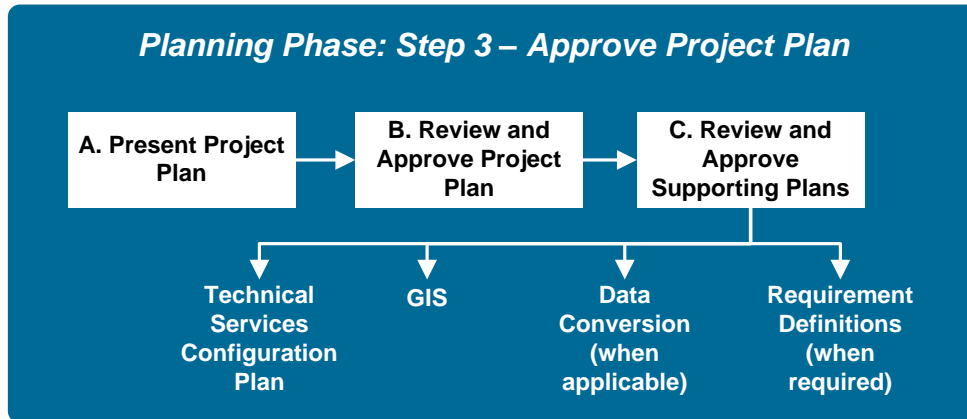 Planning Phase: Step 3 – Approve Project Plan
A. Present Project
Plan
B. Review and
Approve Project
Plan
C. Review and
Approve
Supporting Plans
Technical
Services
Configuration
Plan
GIS
Data
Conversion
(when
applicable)
Requirement
Definitions
(when
required)